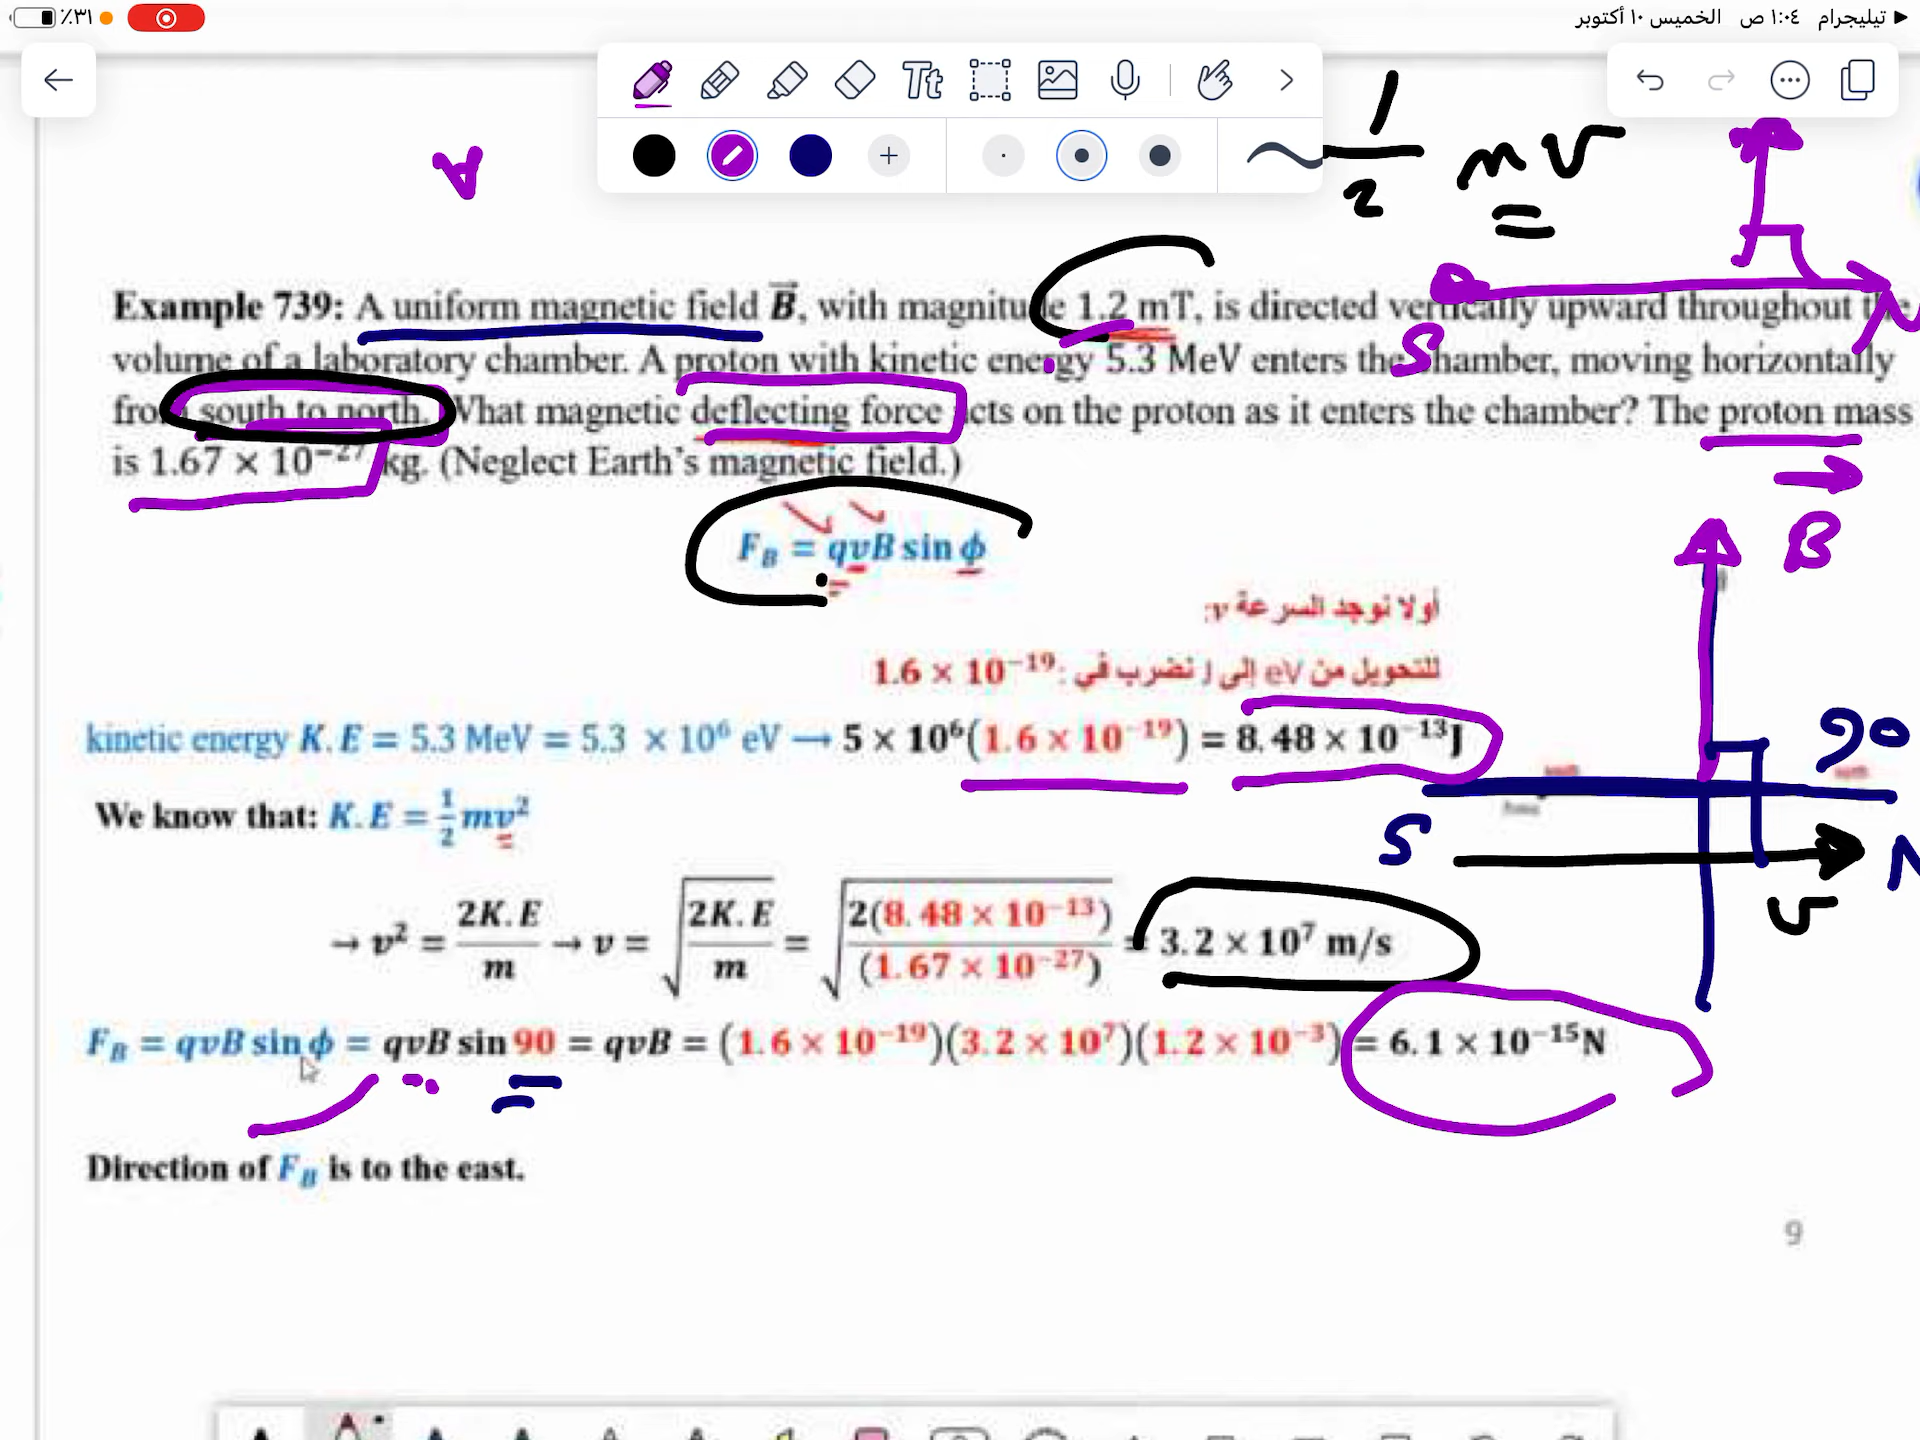 ٪٣١
▶ تيليجرام ١:٠٤ ص الخميس ١٠ أكتوبر
Tt
1/2 mv
=
A
Example 739: A uniform magnetic field B⃗, with magnitude 1.2 mT, is directed vertically upward throughout the
volume of a laboratory chamber. A proton with kinetic energy 5.3 MeV enters the chamber, moving horizontally
from south to north. What magnetic deflecting force acts on the proton as it enters the chamber? The proton mass
is 1.67 × 10⁻²⁷ kg. (Neglect Earth's magnetic field.)
S
N
F_B = qvB sin ϕ
B
أولا نوجد السرعة v:
للتحويل من eV إلى J نضرب في: 1.6 × 10⁻¹⁹
kinetic energy K.E = 5.3 MeV = 5.3 × 10⁶ eV → 5 × 10⁶(1.6 × 10⁻¹⁹) = 8.48 × 10⁻¹³J
90
We know that: K.E = 1/2 mv²
S
N
v
→ v² = 2K.E/m → v = √(2K.E/m) = √(2(8.48 × 10⁻¹³)/(1.67 × 10⁻²⁷)) = 3.2 × 10⁷ m/s
F_B = qvB sin ϕ = qvB sin 90 = qvB = (1.6 × 10⁻¹⁹)(3.2 × 10⁷)(1.2 × 10⁻³) = 6.1 × 10⁻¹⁵N
Direction of F_B is to the east.
9